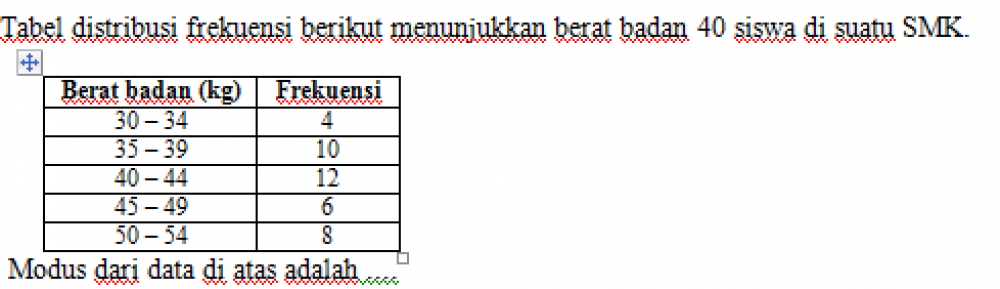 Tabel distribusi frekuensi berikut menunjukkan berat badan 40 siswa di suatu SMK.
Berat badan (kg) Frekuensi
30 – 34 4
35 – 39 10
40 – 44 12
45 – 49 6
50 – 54 8
Modus dari data di atas adalah .....